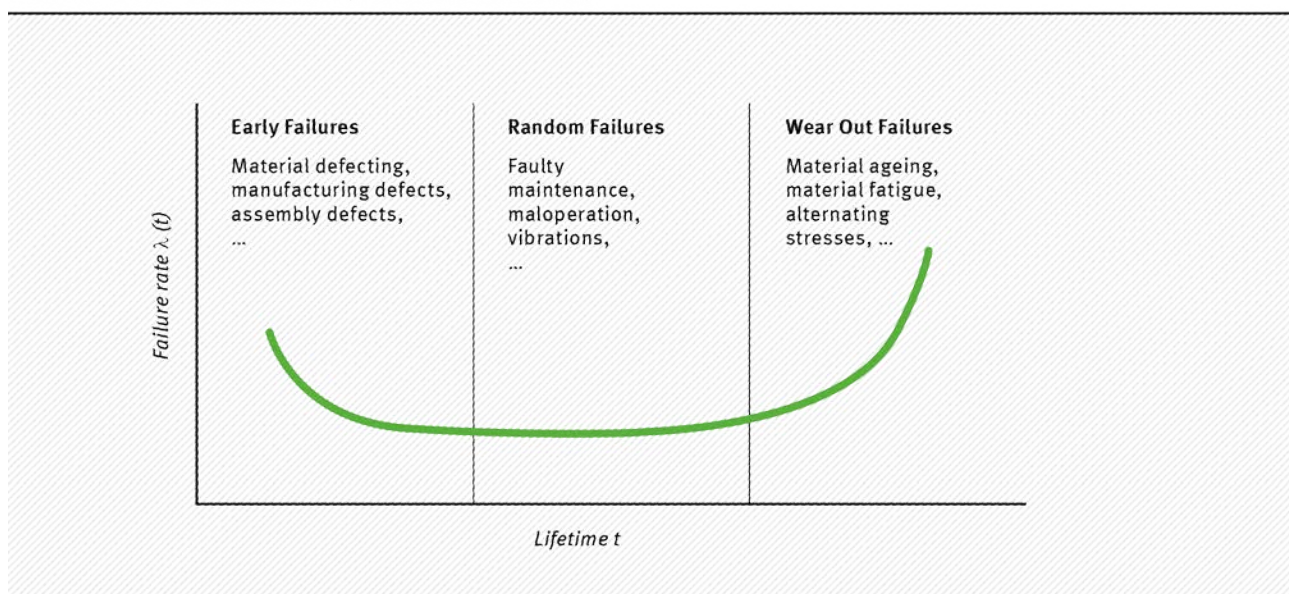 Early Failures
Material defecting,
manufacturing defects,
assembly defects,
...
Random Failures
Faulty
maintenance,
maloperation,
vibrations,
...
Wear Out Failures
Material ageing,
material fatigue,
alternating
stresses, ...
Failure rate λ (t)
Lifetime t